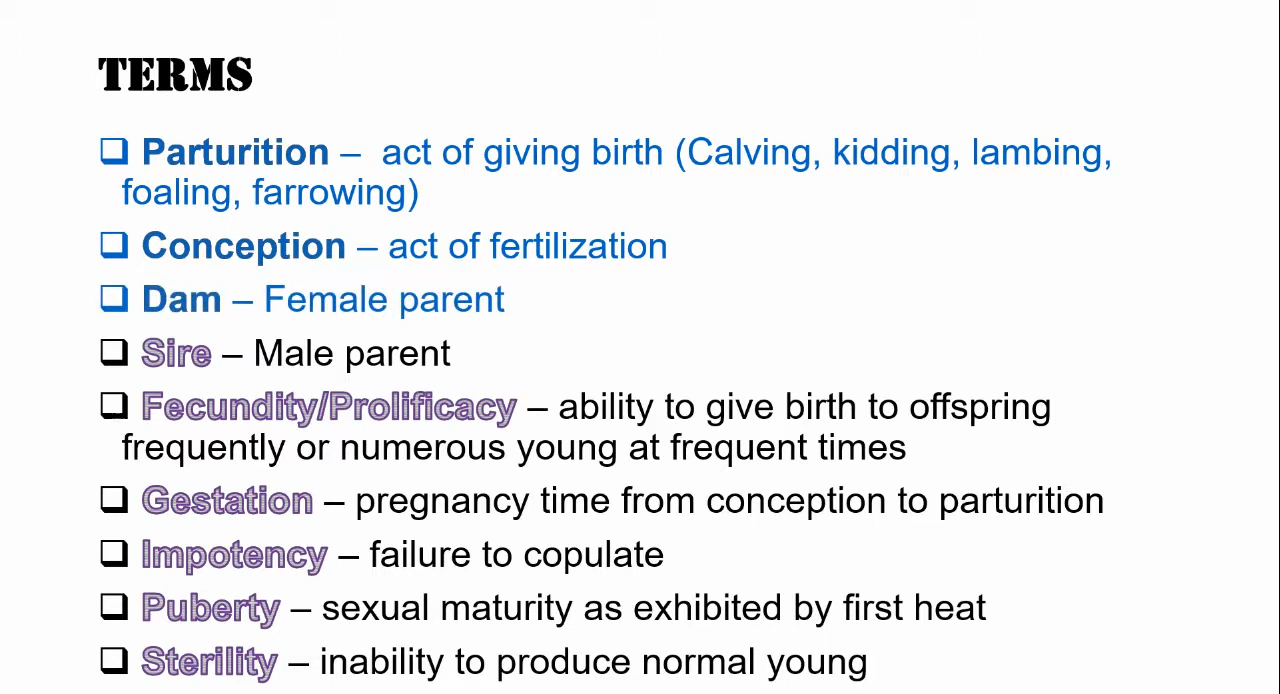 TERMS
❑ Parturition – act of giving birth (Calving, kidding, lambing,
foaling, farrowing)
❑ Conception – act of fertilization
❑ Dam – Female parent
❑ Sire – Male parent
❑ Fecundity/Prolificacy – ability to give birth to offspring
frequently or numerous young at frequent times
❑ Gestation – pregnancy time from conception to parturition
❑ Impotency – failure to copulate
❑ Puberty – sexual maturity as exhibited by first heat
❑ Sterility – inability to produce normal young